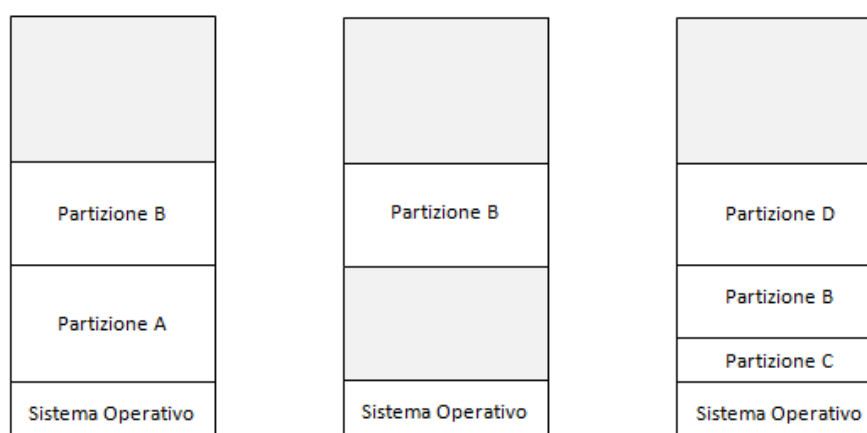 Partizione B
Partizione A
Sistema Operativo
Partizione B
Sistema Operativo
Partizione D
Partizione B
Partizione C
Sistema Operativo